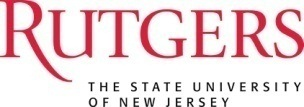 RUTGERS
THE STATE UNIVERSITY
OF NEW JERSEY